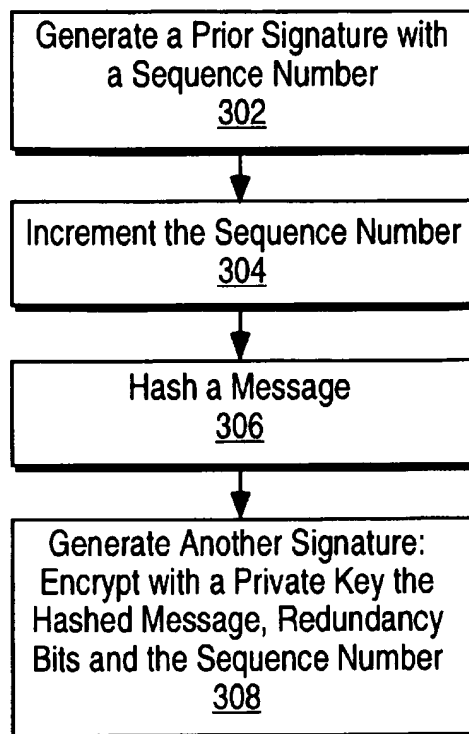 Generate a Prior Signature with
a Sequence Number
302
Increment the Sequence Number
304
Hash a Message
306
Generate Another Signature:
Encrypt with a Private Key the
Hashed Message, Redundancy
Bits and the Sequence Number
308